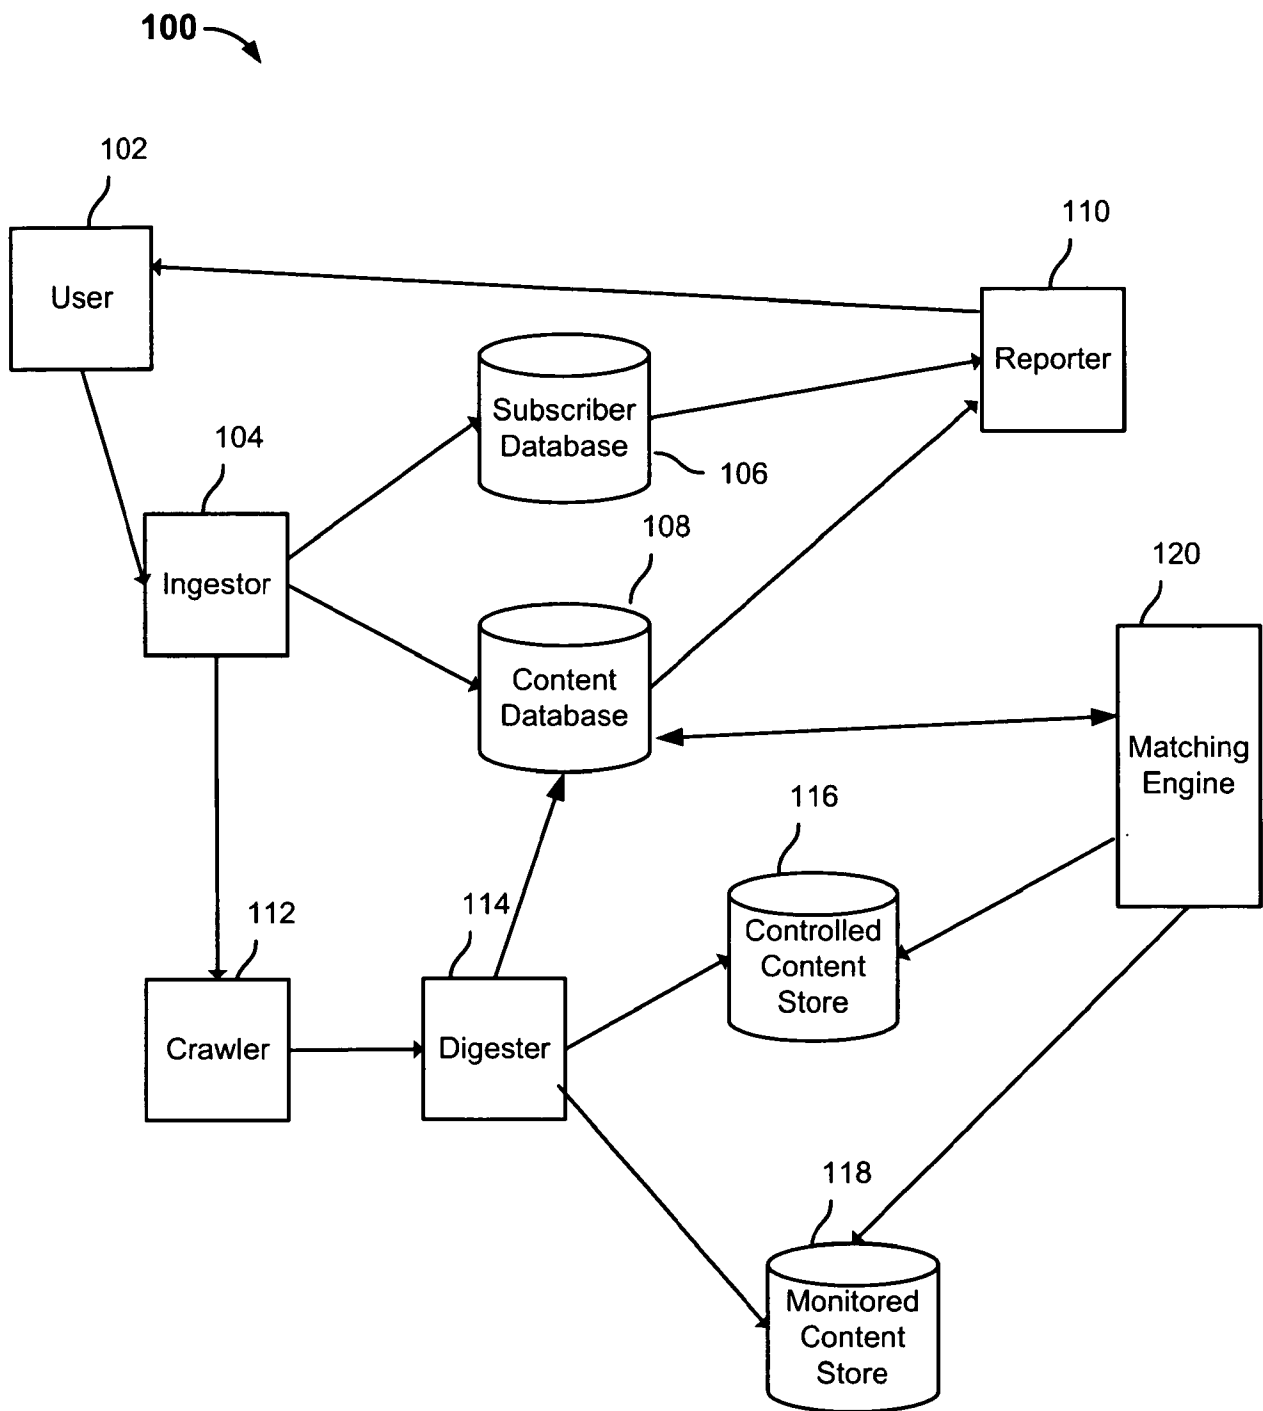 100
102
User
110
Reporter
Subscriber
Database
106
104
Ingestor
108
Content
Database
120
Matching
Engine
116
Controlled
Content
Store
112
Crawler
114
Digester
118
Monitored
Content
Store